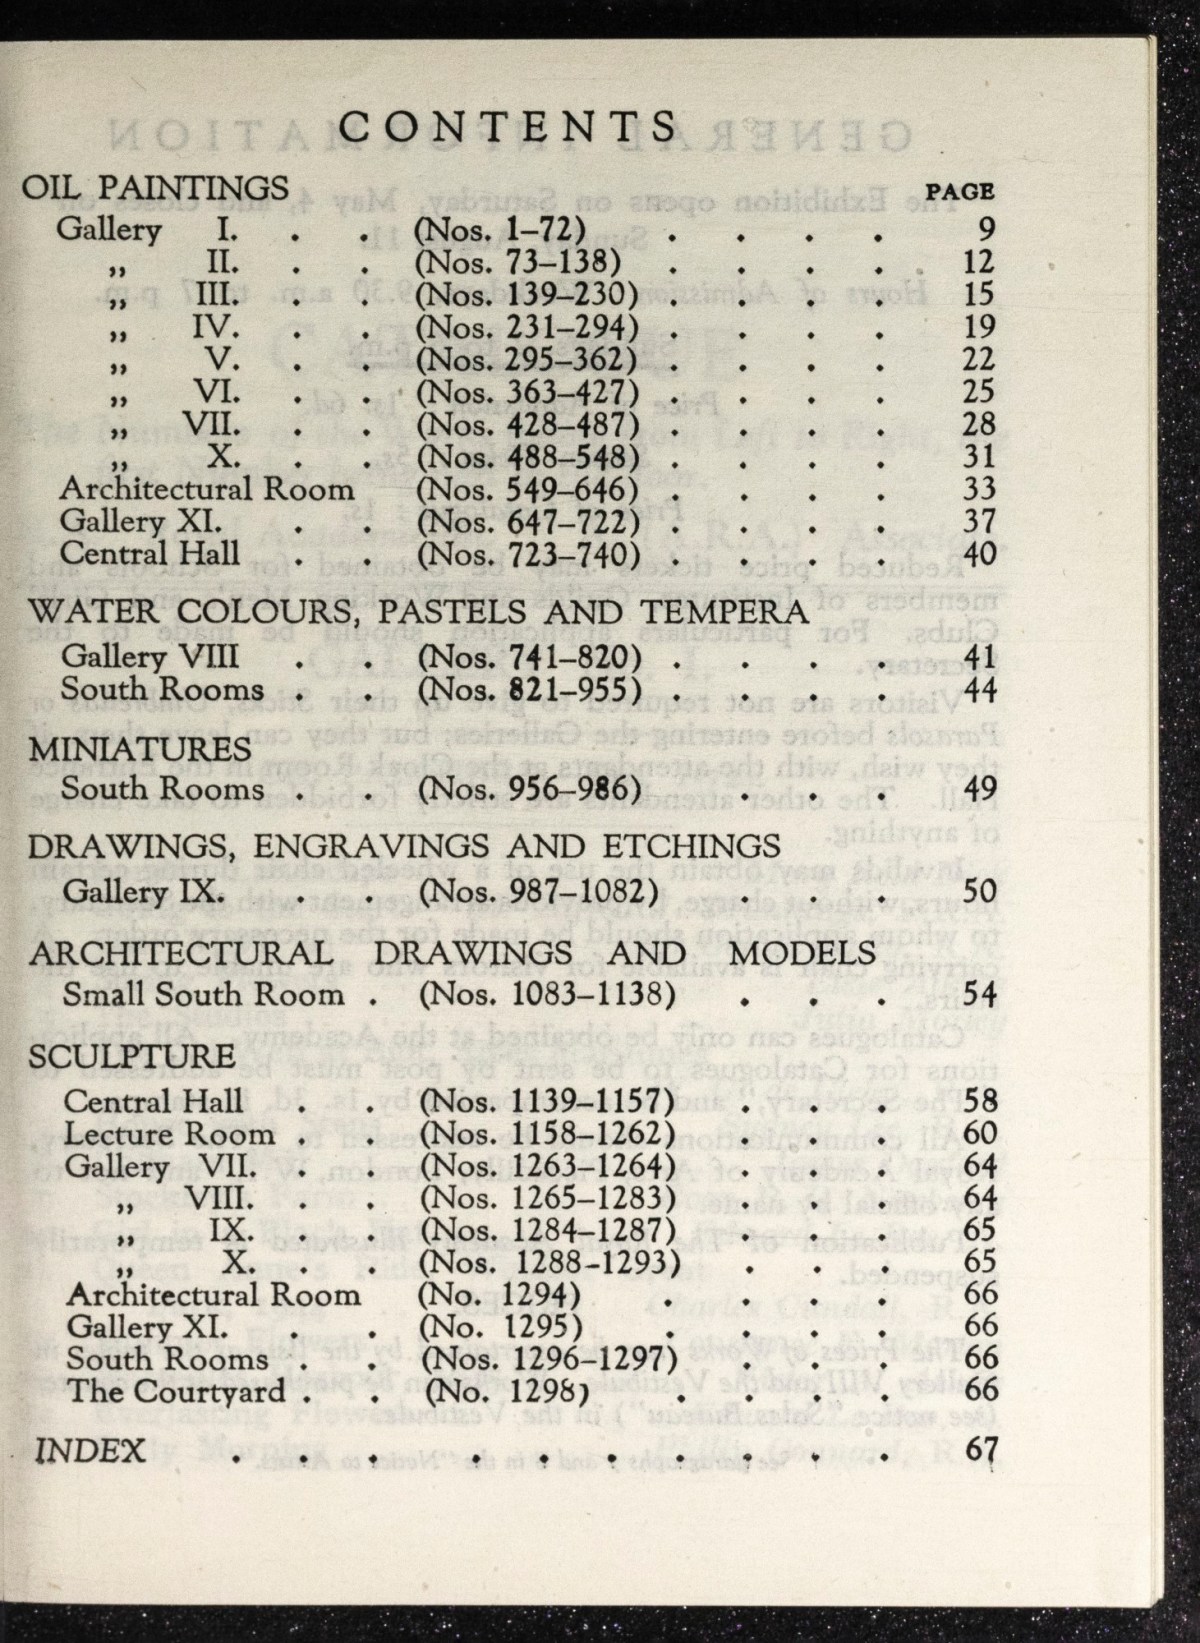 CONTENTS
OIL PAINTINGS PAGE
Gallery I. . . (Nos. 1–72) . . . . 9
„ II. . . (Nos. 73–138) . . . . 12
„ III. . . (Nos. 139–230) . . . . 15
„ IV. . . (Nos. 231–294) . . . . 19
„ V. . . (Nos. 295–362) . . . . 22
„ VI. . . (Nos. 363–427) . . . . 25
„ VII. . . (Nos. 428–487) . . . . 28
„ X. . . (Nos. 488–548) . . . . 31
Architectural Room (Nos. 549–646) . . . . 33
Gallery XI. . . (Nos. 647–722) . . . . 37
Central Hall . . (Nos. 723–740) . . . . 40
WATER COLOURS, PASTELS AND TEMPERA
Gallery VIII . . (Nos. 741–820) . . . . 41
South Rooms . . (Nos. 821–955) . . . . 44
MINIATURES
South Rooms . . (Nos. 956–986) . . . 49
DRAWINGS, ENGRAVINGS AND ETCHINGS
Gallery IX. . . (Nos. 987–1082) . . . 50
ARCHITECTURAL DRAWINGS AND MODELS
Small South Room . (Nos. 1083–1138) . . . 54
SCULPTURE
Central Hall . . (Nos. 1139–1157) . . . 58
Lecture Room . . (Nos. 1158–1262) . . . 60
Gallery VII. . . (Nos. 1263–1264) . . . 64
„ VIII. . . (Nos. 1265–1283) . . . 64
„ IX. . . (Nos. 1284–1287) . . . 65
„ X. . . (Nos. 1288–1293) . . . 65
Architectural Room (No. 1294) . . . . 66
Gallery XI. . . (No. 1295) . . . . 66
South Rooms . . (Nos. 1296–1297) . . . 66
The Courtyard . . (No. 1298) . . . . 66
INDEX . . . . . . . . . . 67